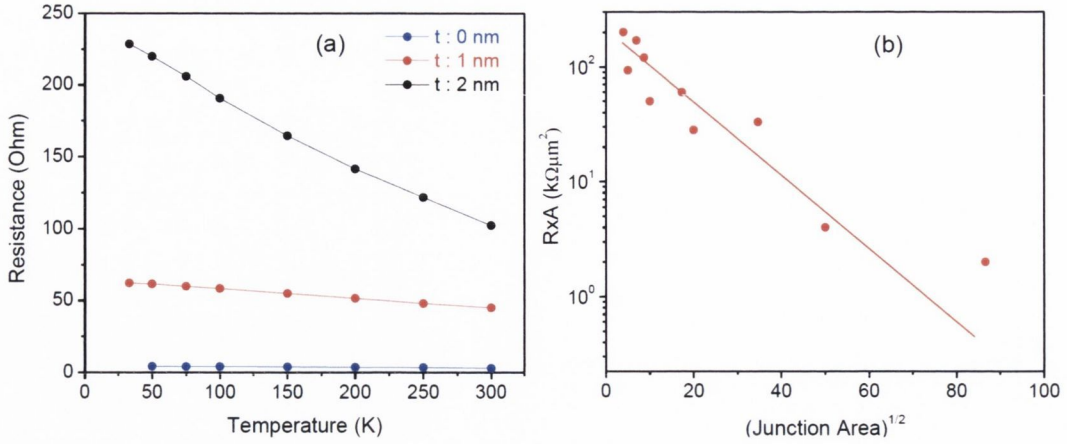 (a)
t : 0 nm
t : 1 nm
t : 2 nm
250
200
150
100
50
0
Resistance (Ohm)
0 50 100 150 200 250 300
Temperature (K)
(b)
10²
10¹
10⁰
RxA (kΩμm²)
0 20 40 60 80 100
(Junction Area)^1/2